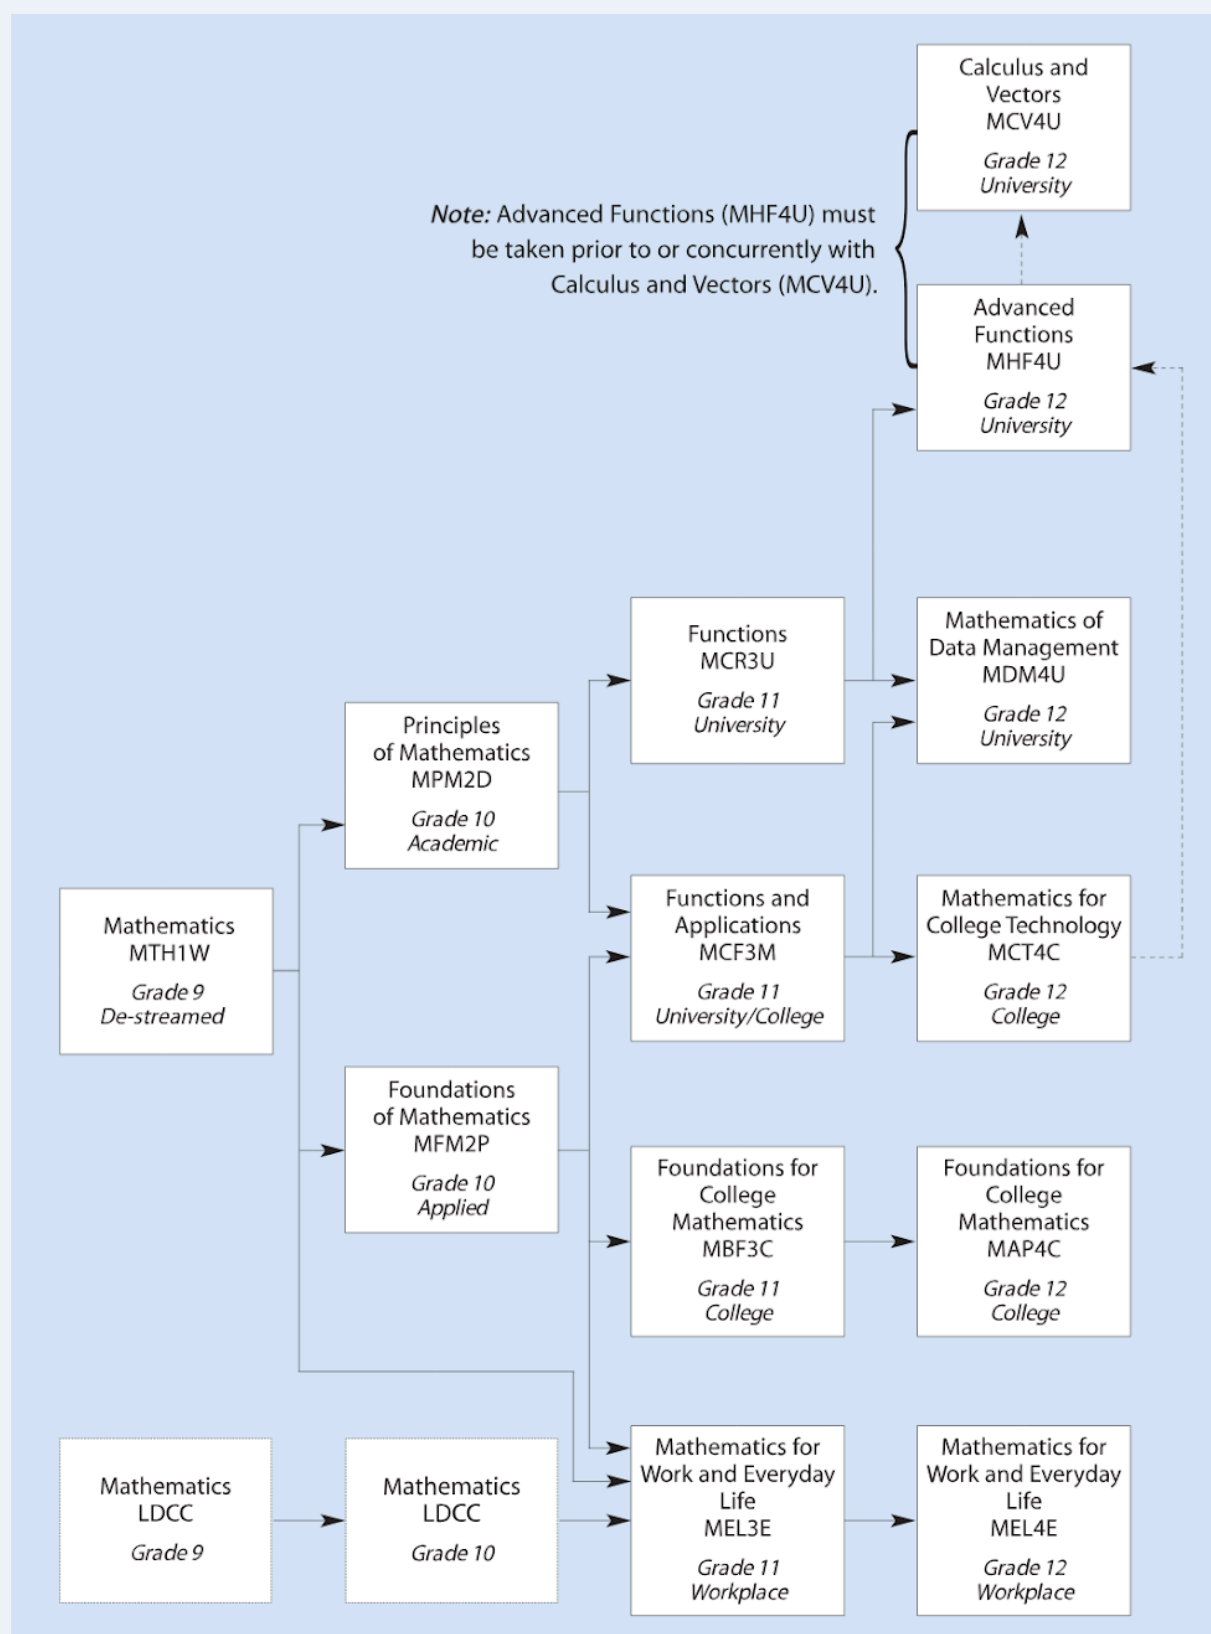 Calculus and
Vectors
MCV4U
Grade 12
University
Note: Advanced Functions (MHF4U) must
be taken prior to or concurrently with
Calculus and Vectors (MCV4U).
Advanced
Functions
MHF4U
Grade 12
University
Functions
MCR3U
Grade 11
University
Mathematics of
Data Management
MDM4U
Grade 12
University
Principles
of Mathematics
MPM2D
Grade 10
Academic
Mathematics
MTH1W
Grade 9
De-streamed
Functions and
Applications
MCF3M
Grade 11
University/College
Mathematics for
College Technology
MCT4C
Grade 12
College
Foundations
of Mathematics
MFM2P
Grade 10
Applied
Foundations for
College
Mathematics
MBF3C
Grade 11
College
Foundations for
College
Mathematics
MAP4C
Grade 12
College
Mathematics
LDCC
Grade 9
Mathematics
LDCC
Grade 10
Mathematics for
Work and Everyday
Life
MEL3E
Grade 11
Workplace
Mathematics for
Work and Everyday
Life
MEL4E
Grade 12
Workplace